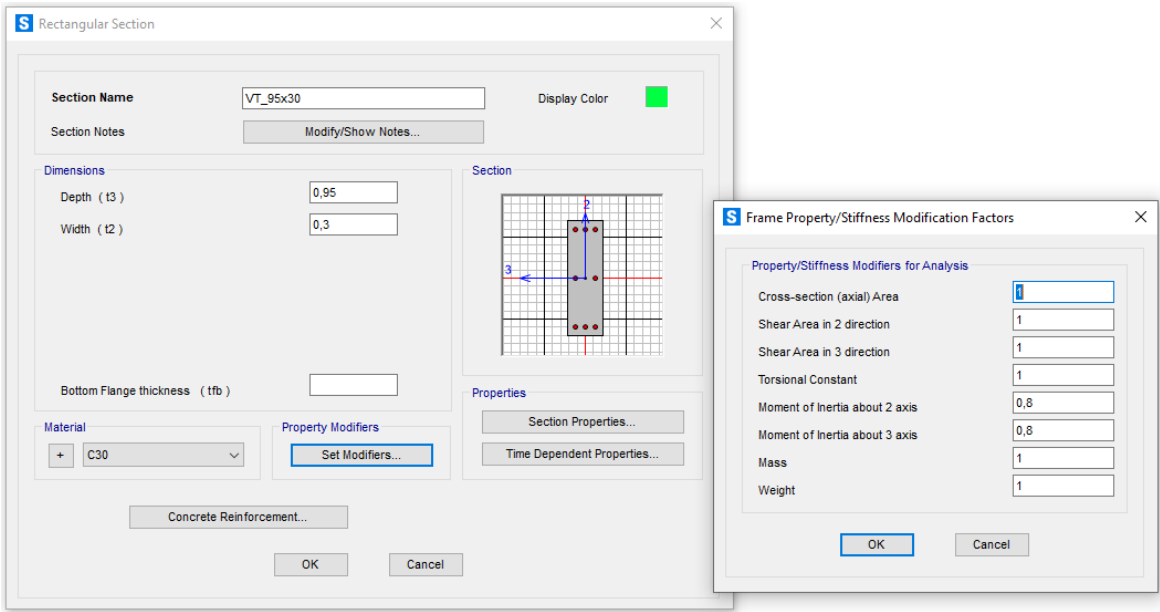 S Rectangular Section
Section Name VT_95x30 Display Color
Section Notes Modify/Show Notes...
Dimensions
Depth ( t3 ) 0,95
Width ( t2 ) 0,3
Bottom Flange thickness ( tfb )
Section
2
3
Properties
Section Properties...
Time Dependent Properties...
Material
+ C30
Property Modifiers
Set Modifiers...
Concrete Reinforcement...
OK Cancel
S Frame Property/Stiffness Modification Factors
Property/Stiffness Modifiers for Analysis
Cross-section (axial) Area 1
Shear Area in 2 direction 1
Shear Area in 3 direction 1
Torsional Constant 1
Moment of Inertia about 2 axis 0,8
Moment of Inertia about 3 axis 0,8
Mass 1
Weight 1
OK Cancel